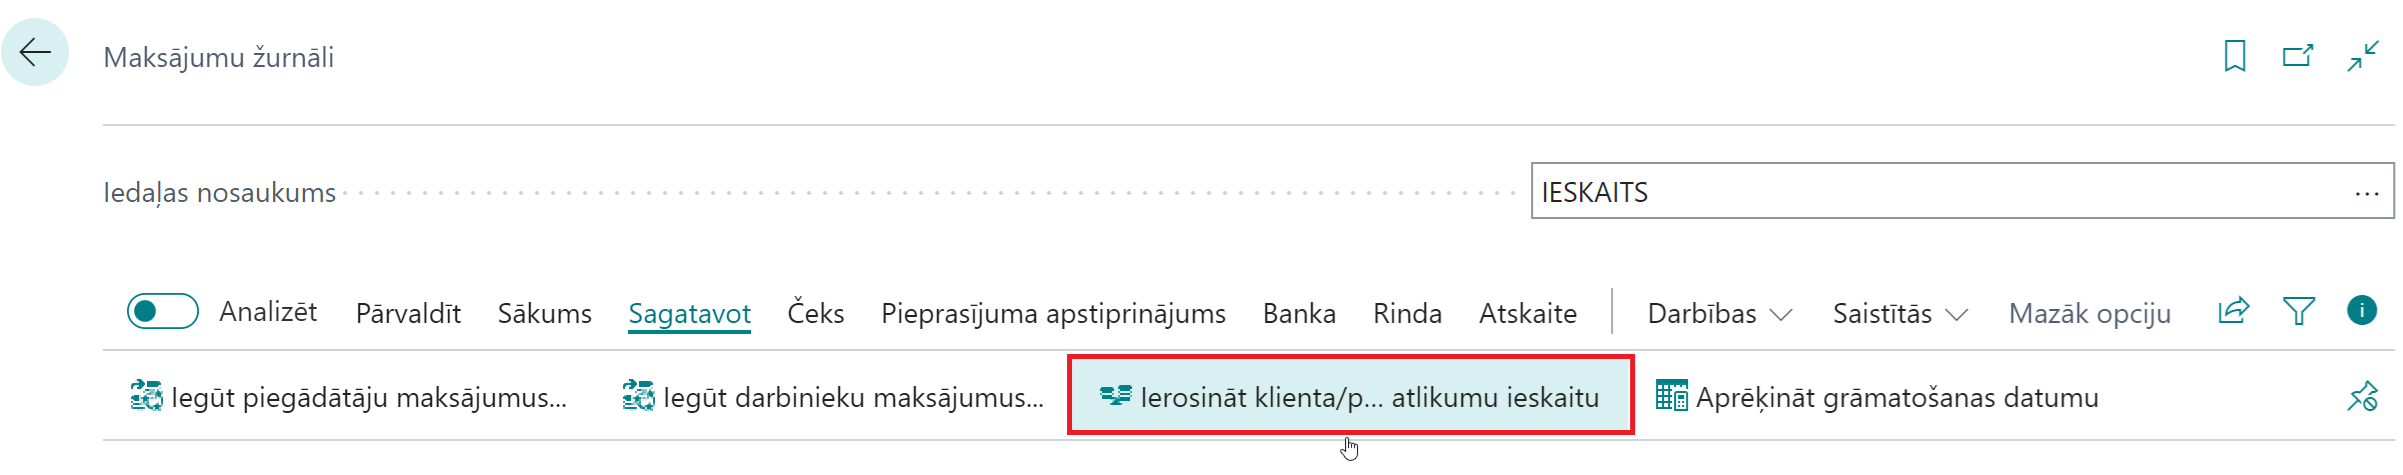 Maksājumu žurnāli
Iedaļas nosaukums IESKAITS ...
Analizēt Pārvaldīt Sākums Sagatavot Čeks Pieprasījuma apstiprinājums Banka Rinda Atskaite Darbības Saistītās Mazāk opciju
Iegūt piegādātāju maksājumus... Iegūt darbinieku maksājumus... Ierosināt klienta/p... atlikumu ieskaitu Aprēķināt grāmatošanas datumu